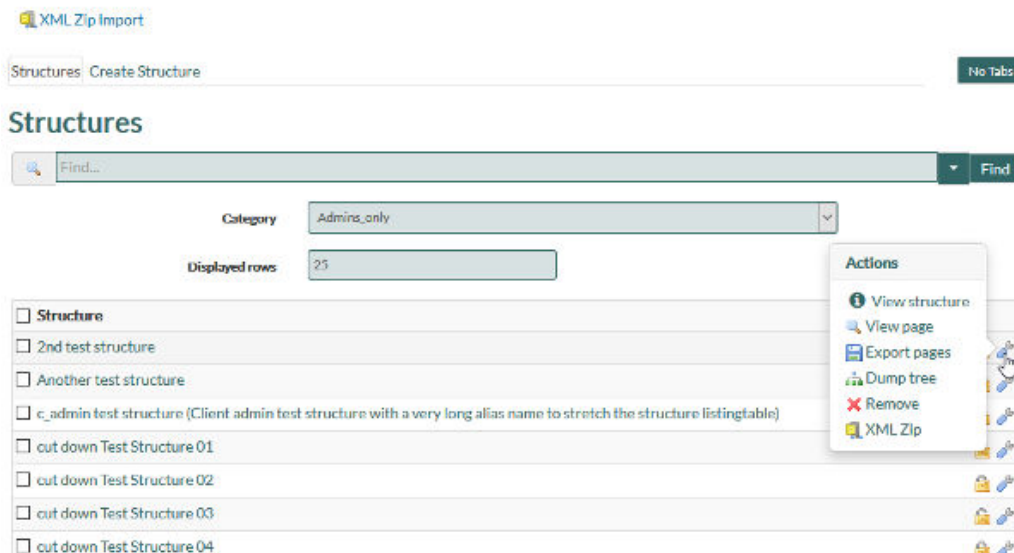 XML Zip Import
Structures Create Structure
No Tabs
Structures
Find...
Find
Category
Admins_only
Displayed rows
25
Actions
View structure
View page
Export pages
Dump tree
Remove
XML Zip
Structure
2nd test structure
Another test structure
c_admin test structure (Client admin test structure with a very long alias name to stretch the structure listingtable)
cut down Test Structure 01
cut down Test Structure 02
cut down Test Structure 03
cut down Test Structure 04